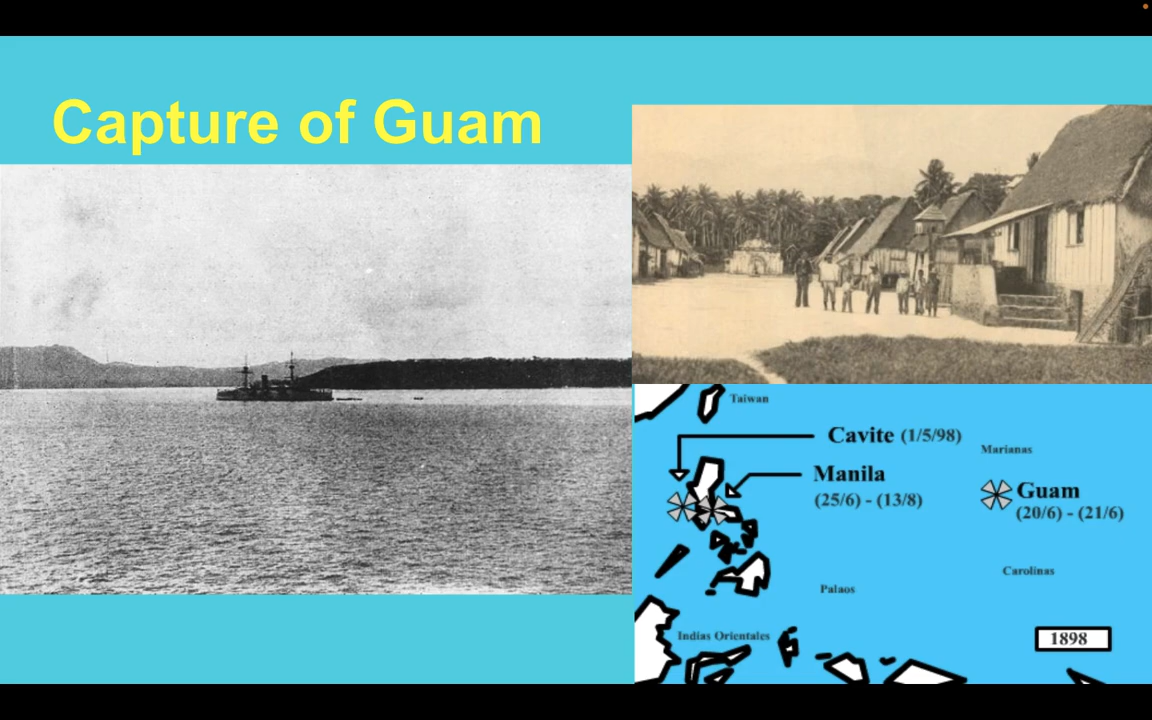 Capture of Guam
Taiwan
Cavite (1/5/98)
Marianas
Manila
(25/6) - (13/8)
Guam
(20/6) - (21/6)
Carolinas
Palaos
Indias Orientales
1898